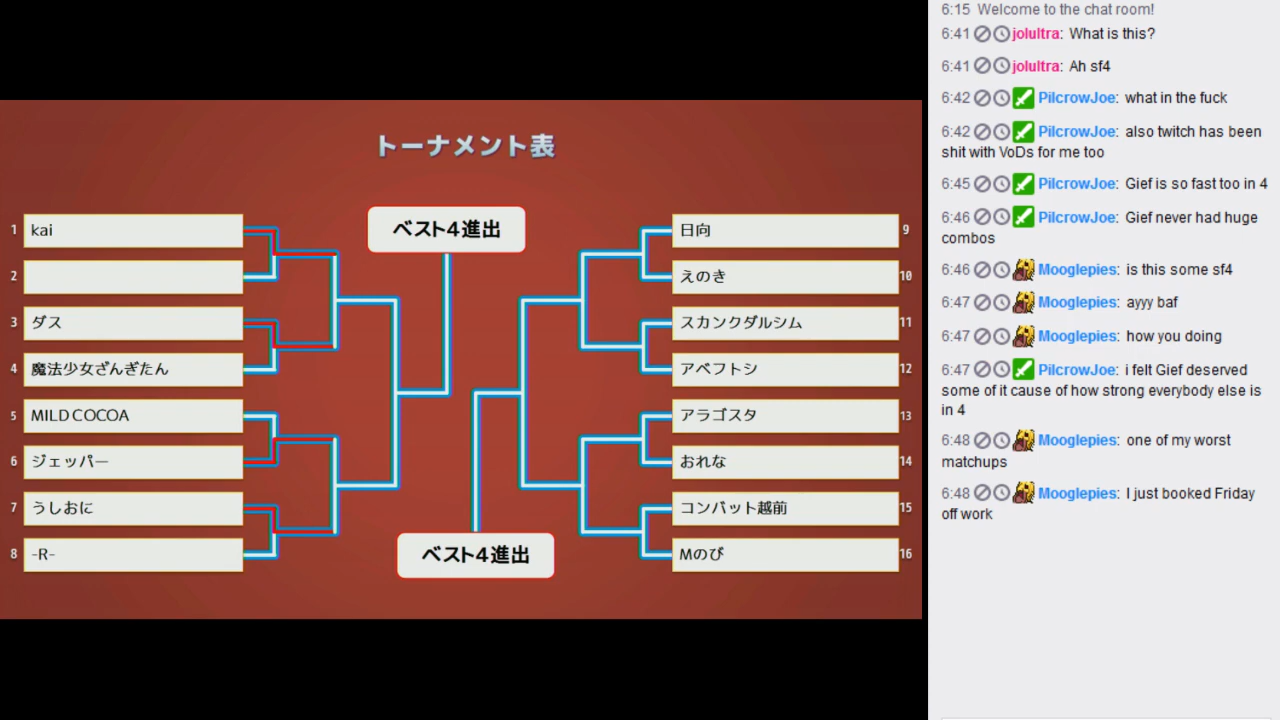 トーナメント表
ベスト4進出
1 kai
2
3 ダス
4 魔法少女ざんぎたん
5 MILD COCOA
6 ジェッパー
7 うしおに
8 -R-
日向 9
えのき 10
スカンクダルシム 11
アベフトシ 12
アラゴスタ 13
おれな 14
コンバット越前 15
Mのび 16
ベスト4進出
6:15 Welcome to the chat room!
6:41 jolultra: What is this?
6:41 jolultra: Ah sf4
6:42 PilcrowJoe: what in the fuck
6:42 PilcrowJoe: also twitch has been
shit with VoDs for me too
6:45 PilcrowJoe: Gief is so fast too in 4
6:46 PilcrowJoe: Gief never had huge
combos
6:46 Mooglepies: is this some sf4
6:47 Mooglepies: ayyy baf
6:47 Mooglepies: how you doing
6:47 PilcrowJoe: i felt Gief deserved
some of it cause of how strong everybody else is
in 4
6:48 Mooglepies: one of my worst
matchups
6:48 Mooglepies: I just booked Friday
off work